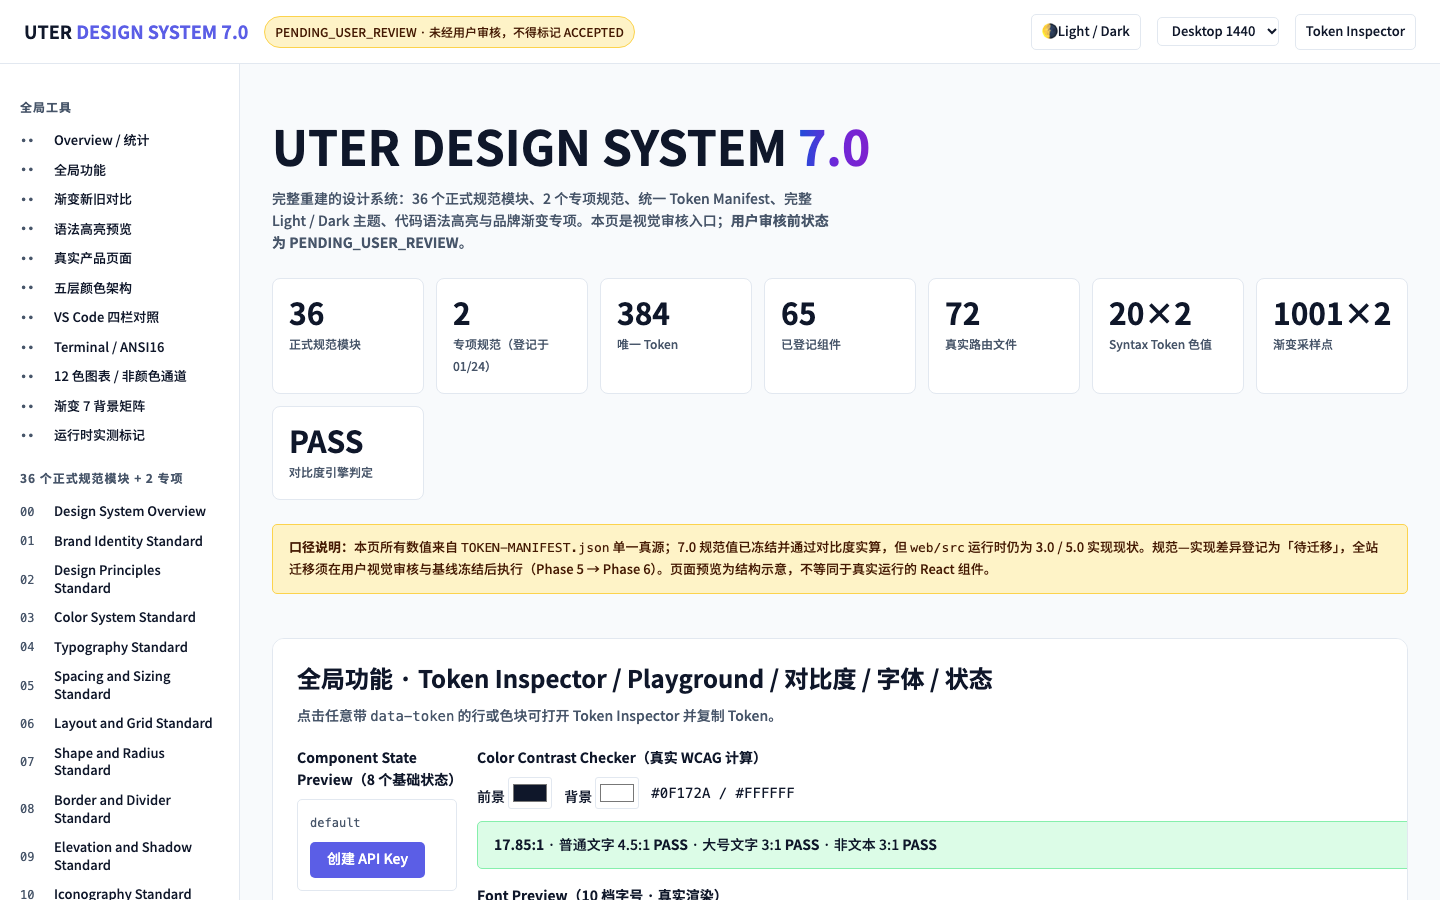 UTER DESIGN SYSTEM 7.0
PENDING_USER_REVIEW · 未经用户审核，不得标记 ACCEPTED
Light / Dark
Desktop 1440
Token Inspector
全局工具
•• Overview / 统计
•• 全局功能
•• 渐变新旧对比
•• 语法高亮预览
•• 真实产品页面
•• 五层颜色架构
•• VS Code 四栏对照
•• Terminal / ANSI16
•• 12 色图表 / 非颜色通道
•• 渐变 7 背景矩阵
•• 运行时实测标记
36 个正式规范模块 + 2 专项
00 Design System Overview
01 Brand Identity Standard
02 Design Principles
Standard
03 Color System Standard
04 Typography Standard
05 Spacing and Sizing
Standard
06 Layout and Grid Standard
07 Shape and Radius
Standard
08 Border and Divider
Standard
09 Elevation and Shadow
Standard
10 Iconography Standard
UTER DESIGN SYSTEM 7.0
完整重建的设计系统：36 个正式规范模块、2 个专项规范、统一 Token Manifest、完整
Light / Dark 主题、代码语法高亮与品牌渐变专项。本页是视觉审核入口；用户审核前状态
为 PENDING_USER_REVIEW。
36
正式规范模块
2
专项规范（登记于
01/24）
384
唯一 Token
65
已登记组件
72
真实路由文件
20×2
Syntax Token 色值
1001×2
渐变采样点
PASS
对比度引擎判定
口径说明：本页所有数值来自 TOKEN-MANIFEST.json 单一真源；7.0 规范值已冻结并通过对比度实算，但 web/src 运行时仍为 3.0 / 5.0 实现现状。规范—实现差异登记为「待迁移」，全站
迁移须在用户视觉审核与基线冻结后执行（Phase 5 → Phase 6）。页面预览为结构示意，不等同于真实运行的 React 组件。
全局功能 · Token Inspector / Playground / 对比度 / 字体 / 状态
点击任意带 data-token 的行或色块可打开 Token Inspector 并复制 Token。
Component State
Preview（8 个基础状态）
default
创建 API Key
Color Contrast Checker（真实 WCAG 计算）
前景 背景 #0F172A / #FFFFFF
17.85:1 · 普通文字 4.5:1 PASS · 大号文字 3:1 PASS · 非文本 3:1 PASS
Font Preview（10 档字号 · 真实渲染）